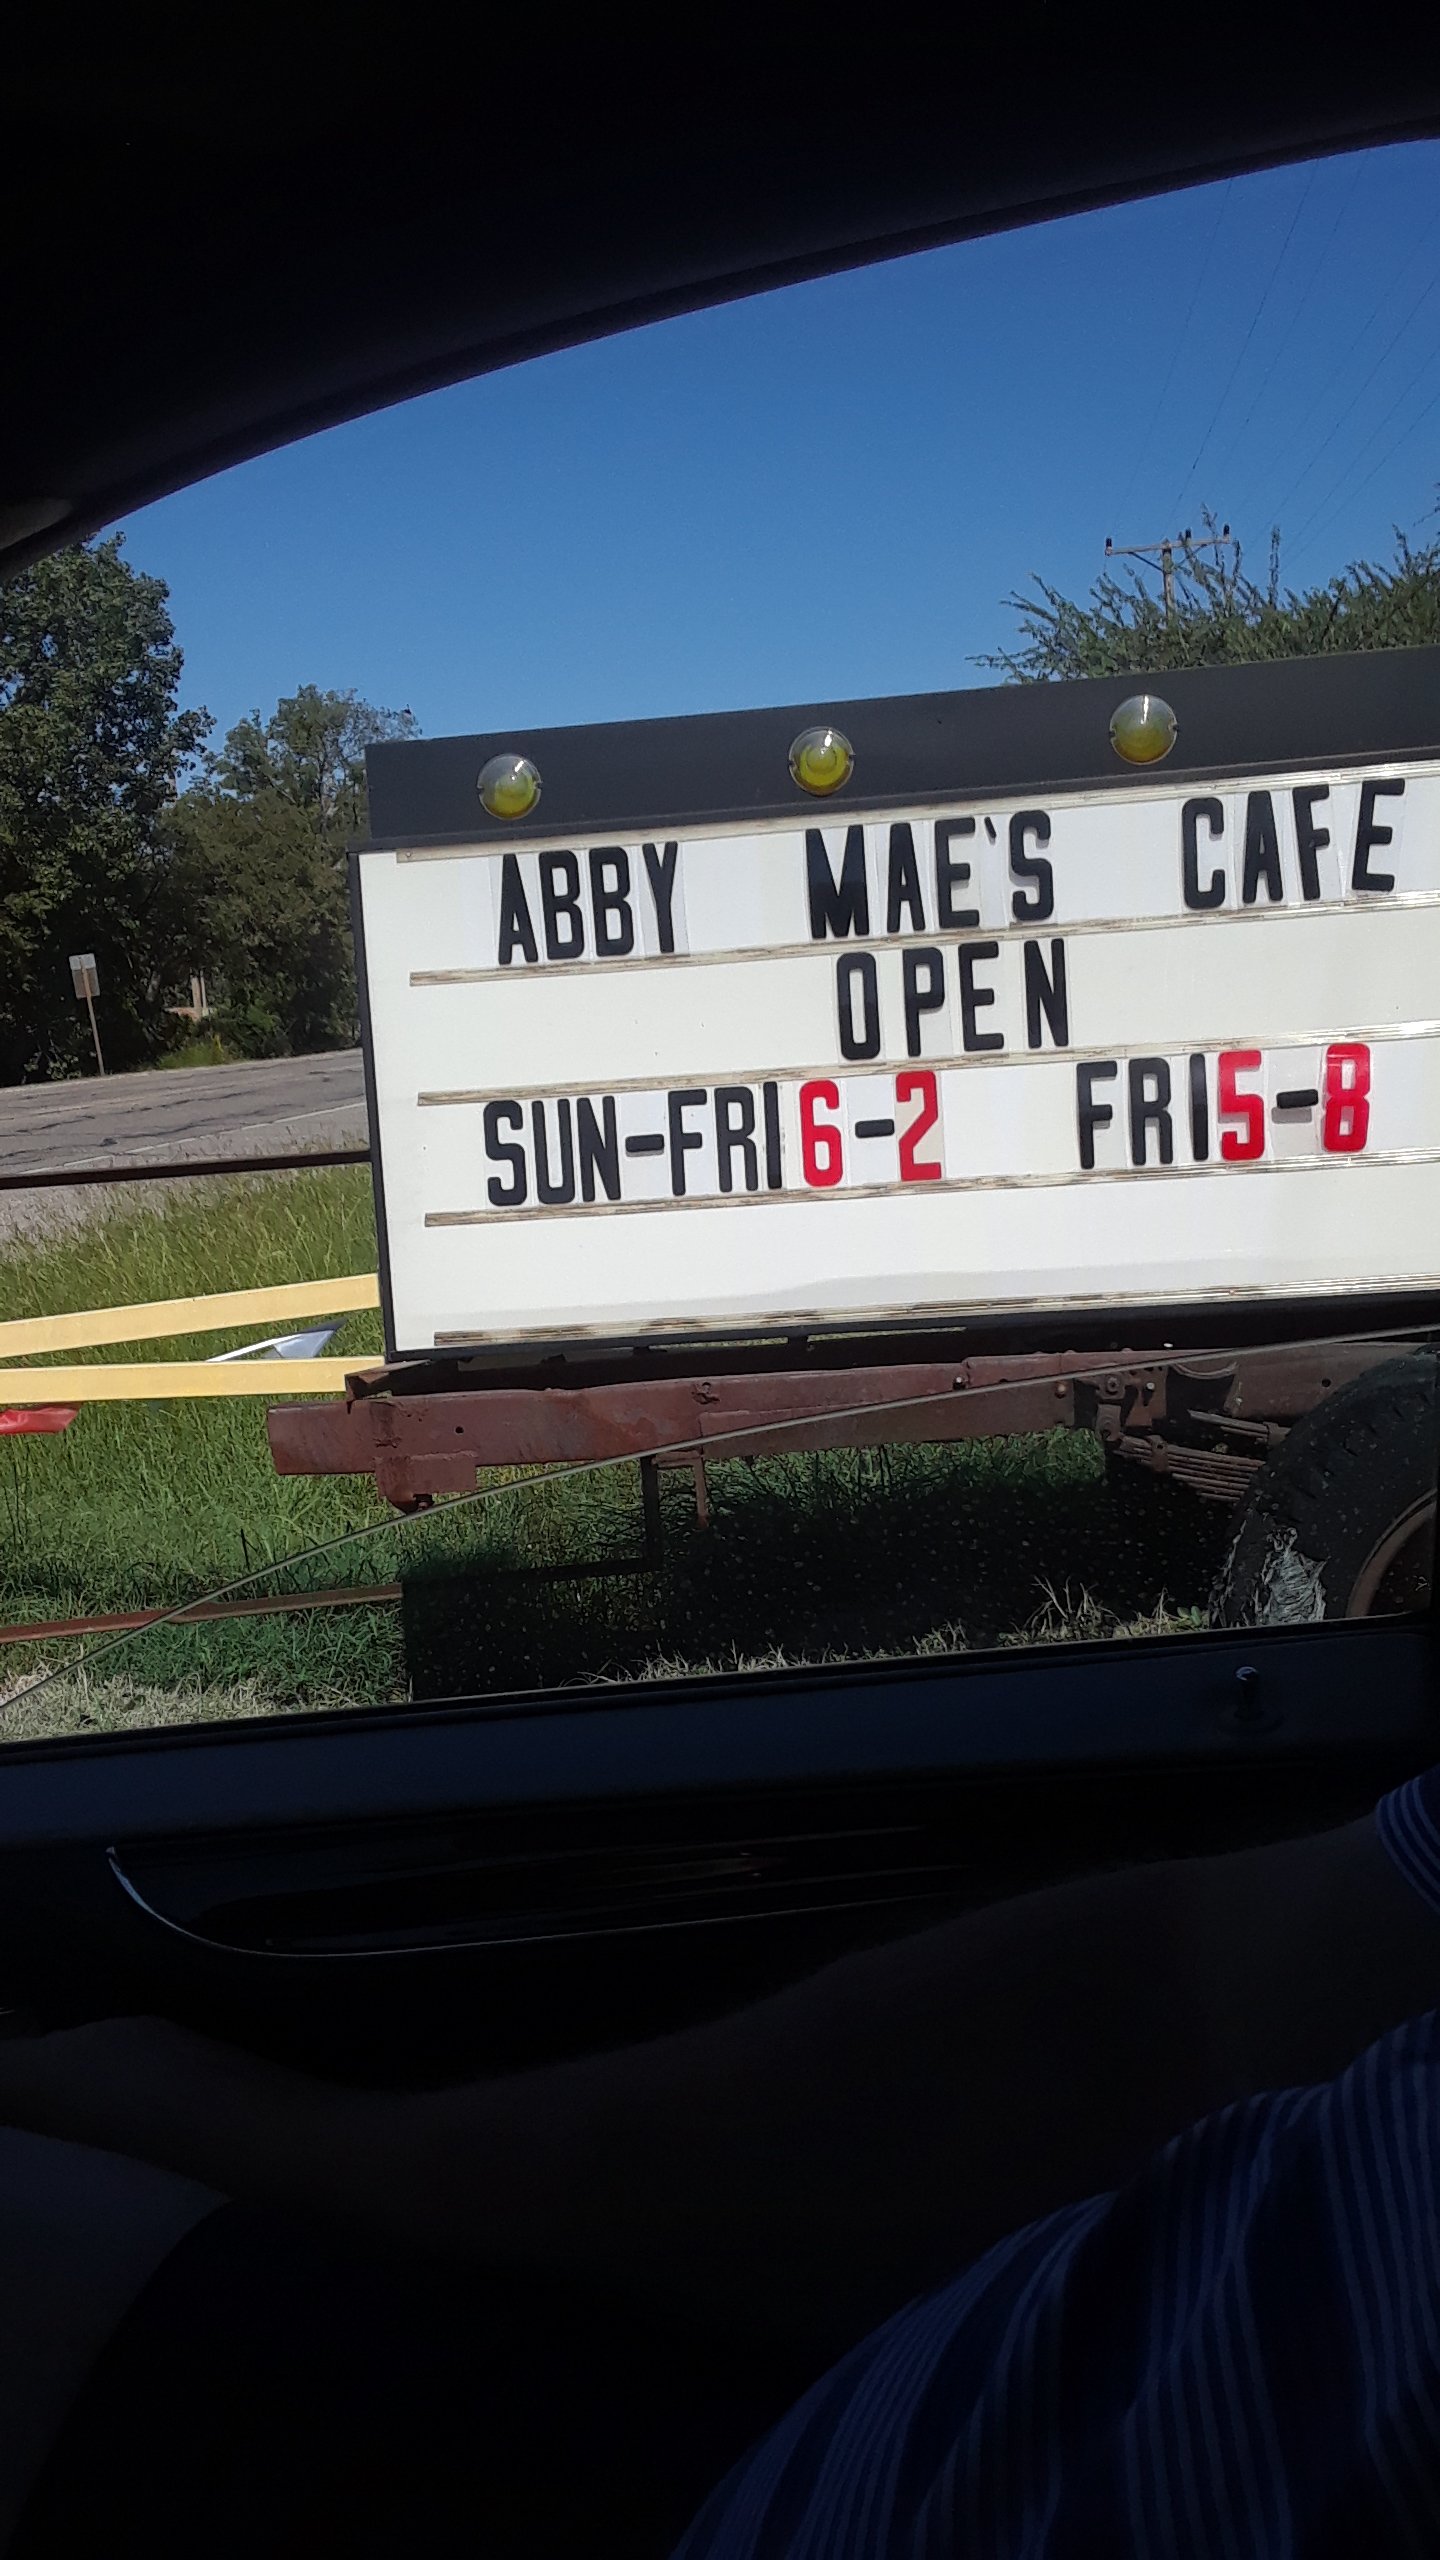 ABBY MAE'S CAFE
OPEN
SUN-FRI 6-2 FRI 5-8